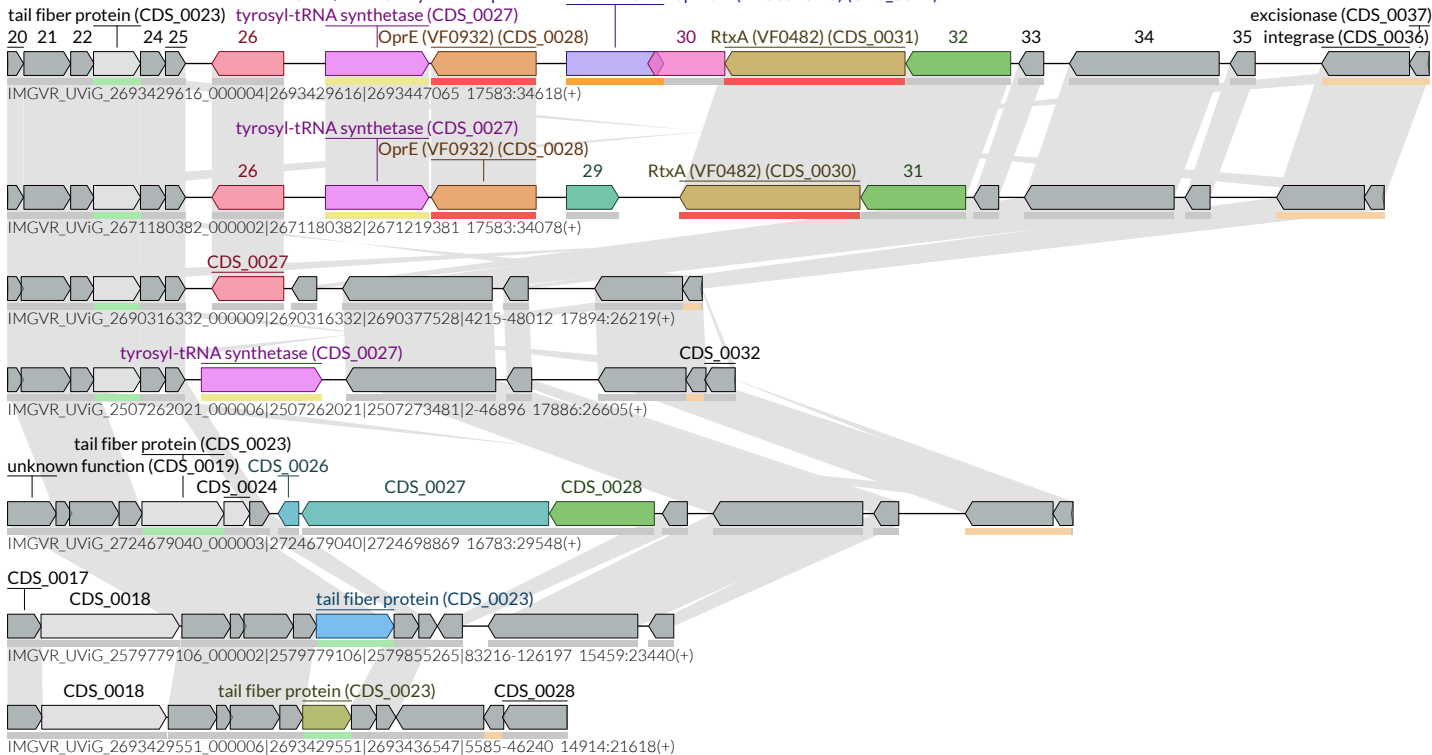 tail fiber protein (CDS_0023) tyrosyl-tRNA synthetase (CDS_0027) excisionase (CDS_0037)
20 21 22 24 25 26 OprE (VF0932) (CDS_0028) 30 RtxA (VF0482) (CDS_0031) 32 33 34 35 integrase (CDS_0036)
IMGVR_UViG_2693429616_000004|2693429616|2693447065 17583:34618(+)
tyrosyl-tRNA synthetase (CDS_0027)
OprE (VF0932) (CDS_0028)
26 29 RtxA (VF0482) (CDS_0030) 31
IMGVR_UViG_2671180382_000002|2671180382|2671219381 17583:34078(+)
CDS_0027
IMGVR_UViG_2690316332_000009|2690316332|2690377528|4215-48012 17894:26219(+)
tyrosyl-tRNA synthetase (CDS_0027) CDS_0032
IMGVR_UViG_2507262021_000006|2507262021|2507273481|2-46896 17886:26605(+)
tail fiber protein (CDS_0023)
unknown function (CDS_0019) CDS_0026
CDS_0024 CDS_0027 CDS_0028
IMGVR_UViG_2724679040_000003|2724679040|2724698869 16783:29548(+)
CDS_0017
CDS_0018 tail fiber protein (CDS_0023)
IMGVR_UViG_2579779106_000002|2579779106|2579855265|83216-126197 15459:23440(+)
CDS_0018 tail fiber protein (CDS_0023) CDS_0028
IMGVR_UViG_2693429551_000006|2693429551|2693436547|5585-46240 14914:21618(+)